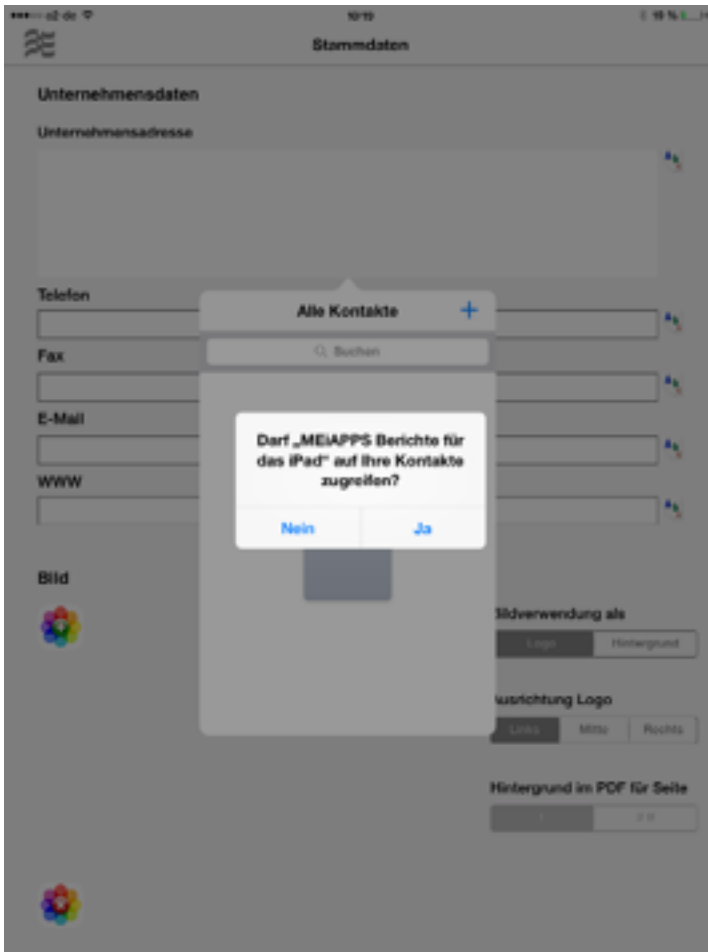 o2-de
10:19
Stammdaten
Unternehmensdaten
Unternehmensadresse
Telefon
Alle Kontakte +
Suchen
Fax
E-Mail
Darf „MEiAPPS Berichte für
das iPad“ auf Ihre Kontakte
zugreifen?
WWW
Nein Ja
Bild
Bildverwendung als
Logo Hintergrund
Ausrichtung Logo
Links Mitte Rechts
Hintergrund im PDF für Seite
1